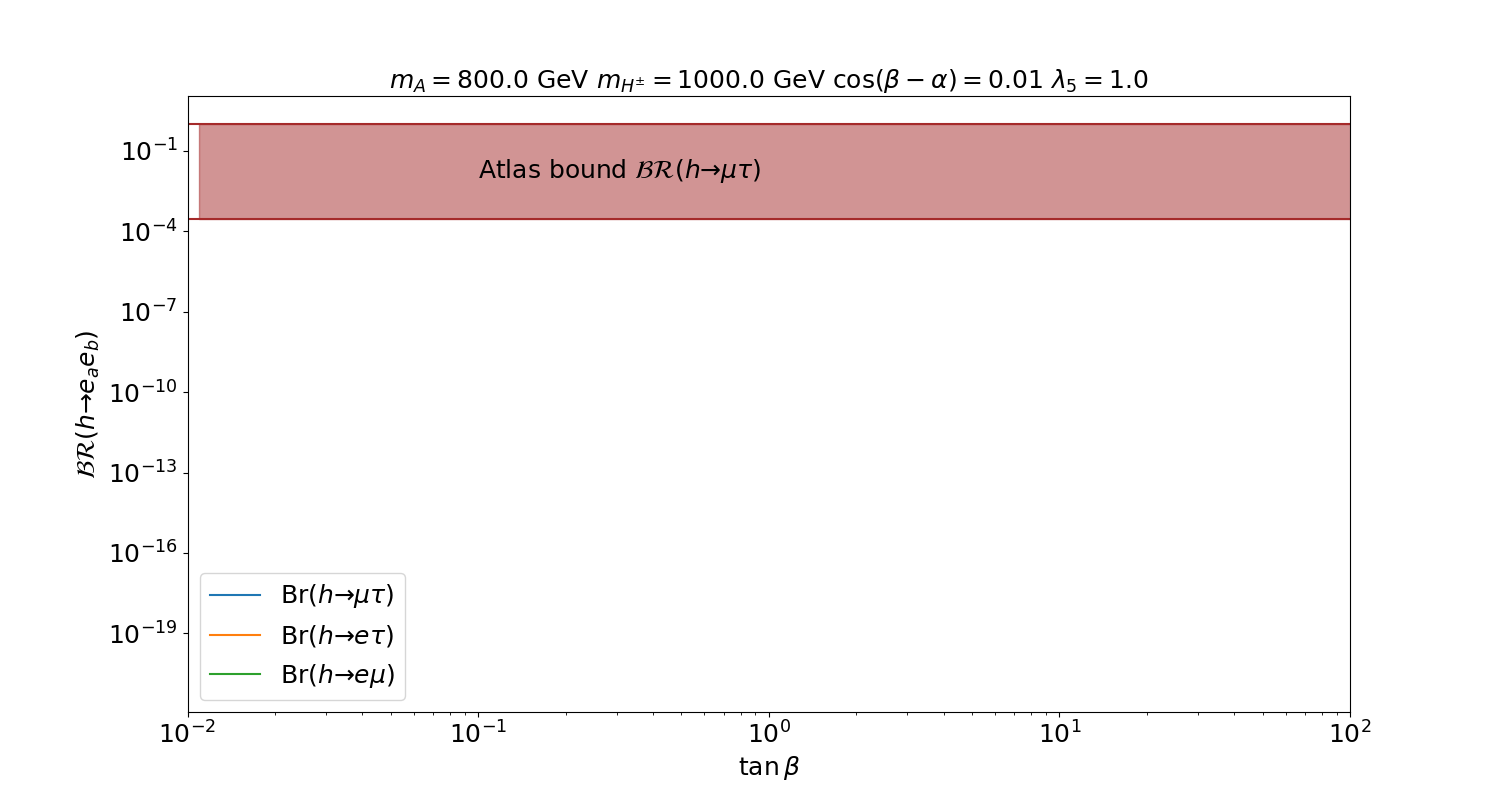 m_A = 800.0 GeV m_{H^±} = 1000.0 GeV cos(β − α) = 0.01 λ_5 = 1.0
10^{−1}
Atlas bound ℬℛ(h→μτ)
10^{−4}
10^{−7}
10^{−10}
10^{−13}
10^{−16}
10^{−19}
ℬℛ(h→e_a e_b)
Br(h→μτ)
Br(h→eτ)
Br(h→eμ)
10^{−2} 10^{−1} 10^0 10^1 10^2
tan β